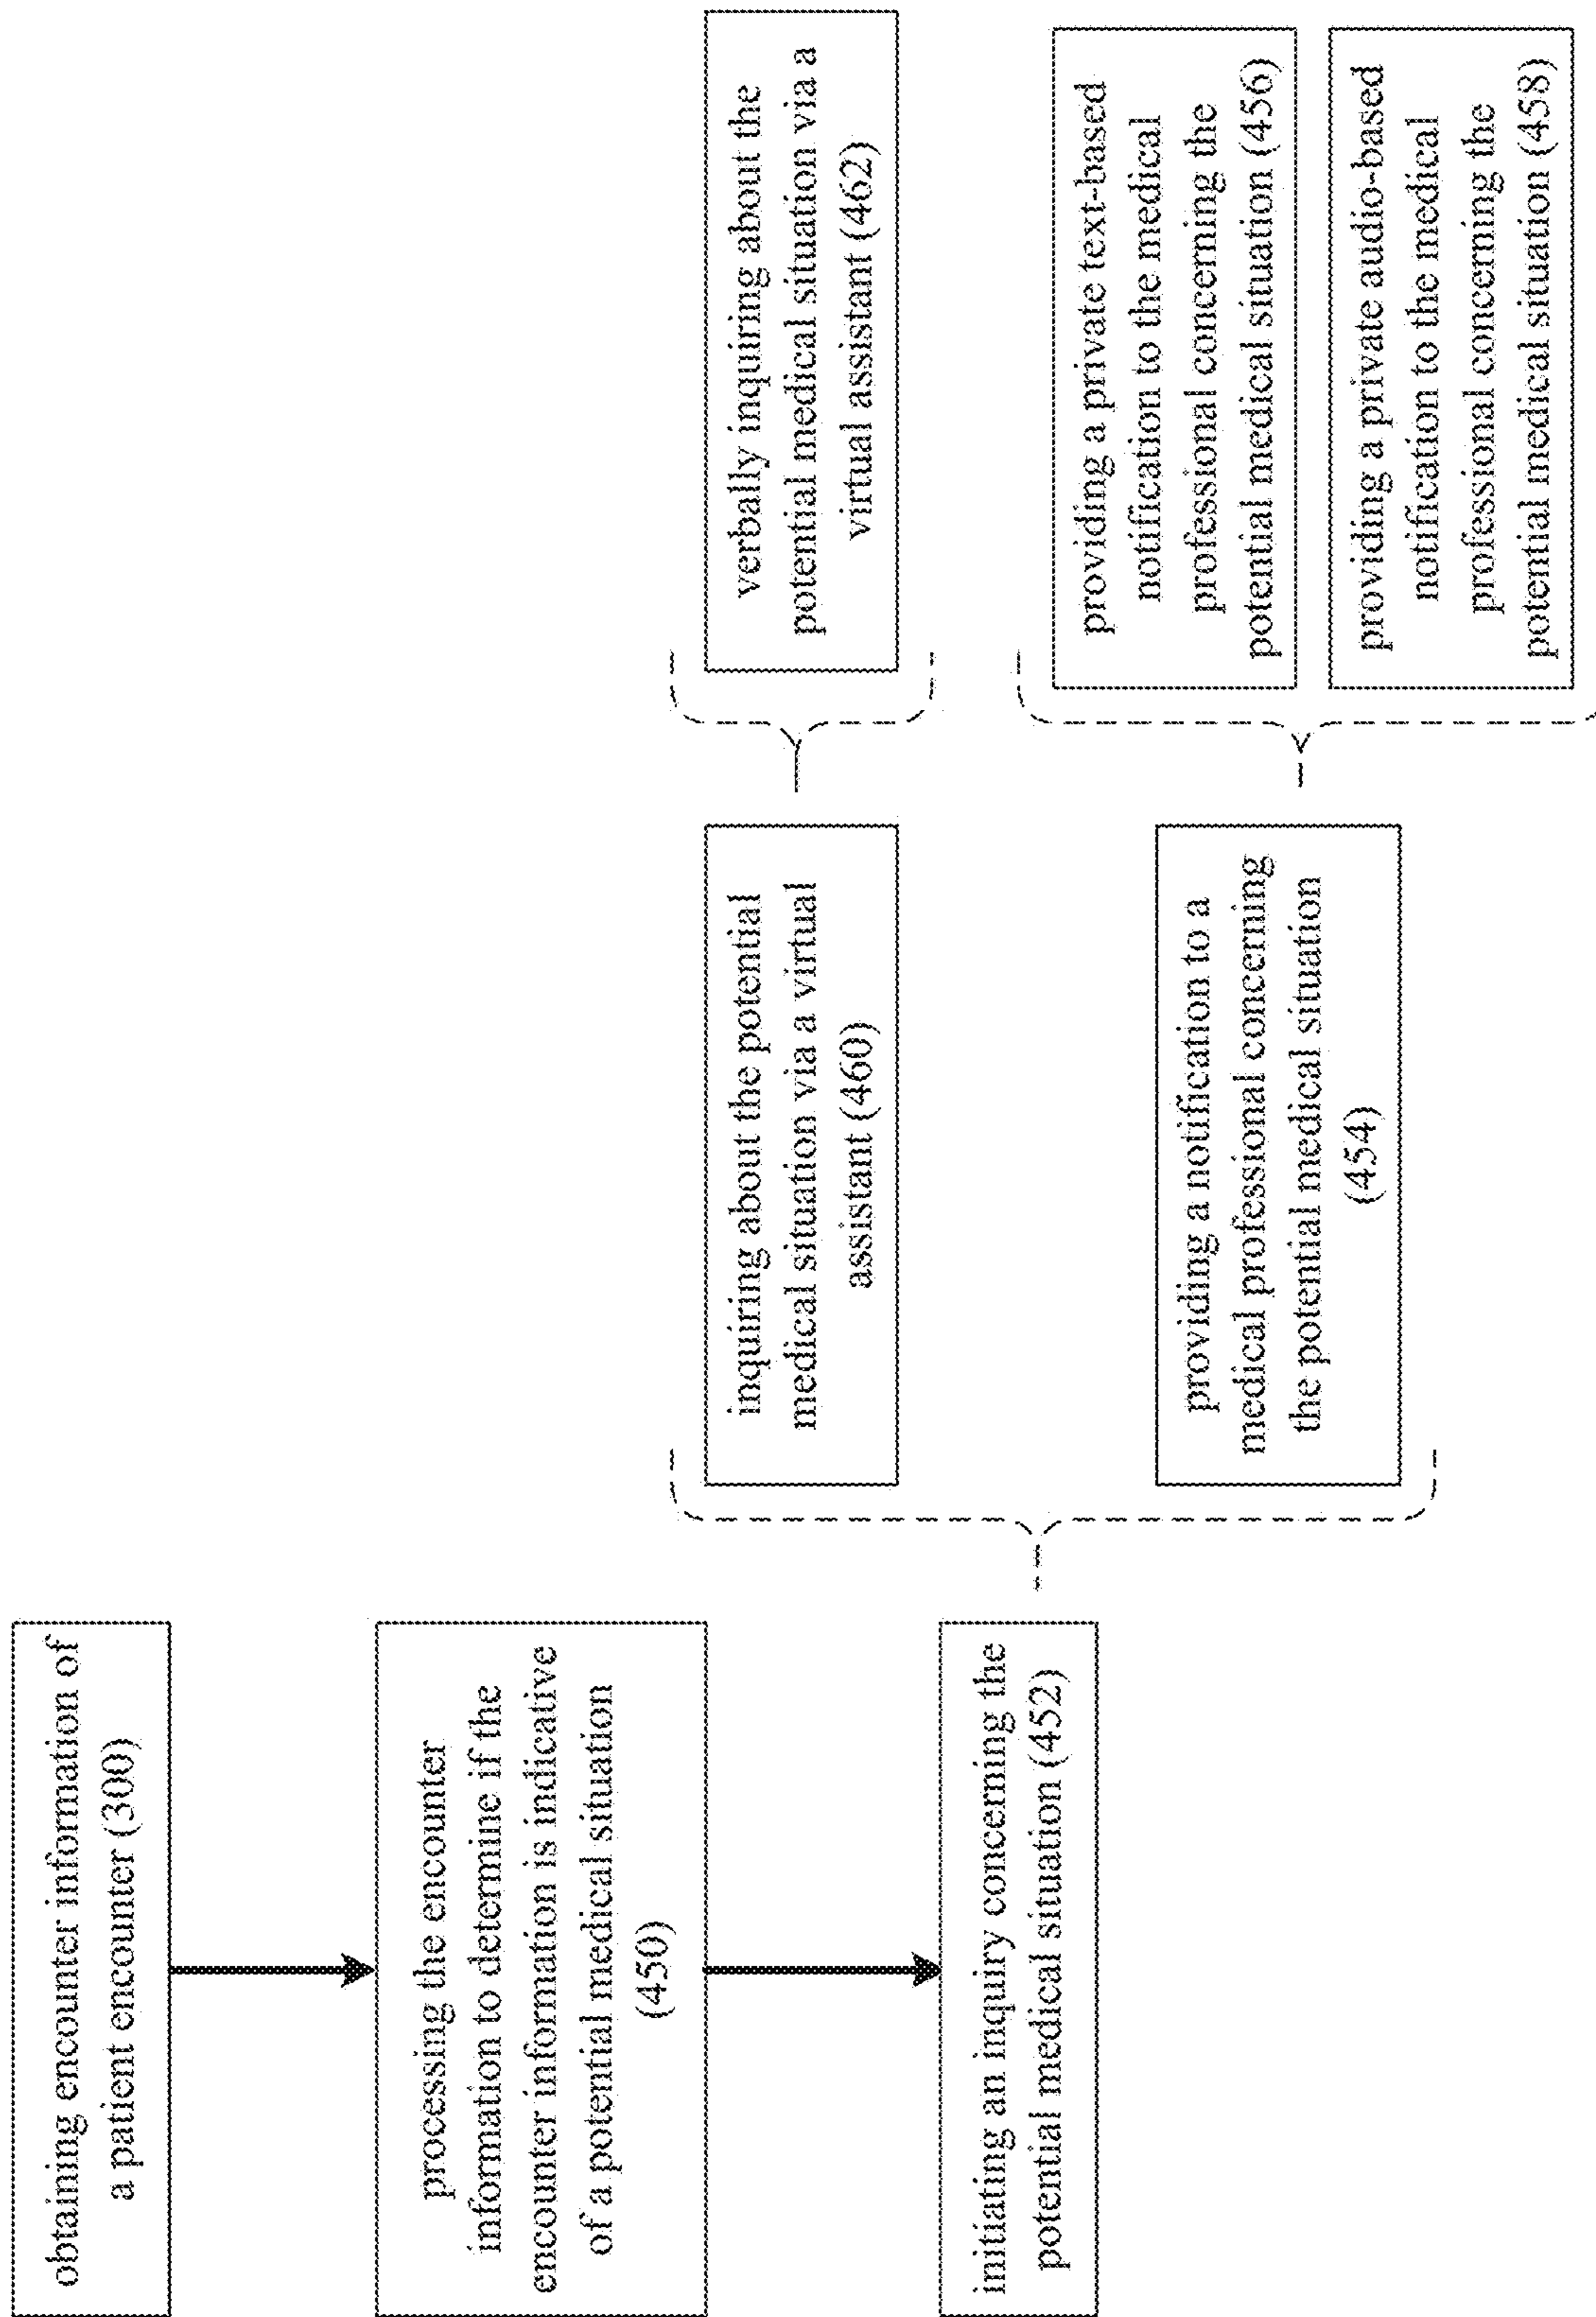 obtaining encounter information of
a patient encounter (300)
processing the encounter
information to determine if the
encounter information is indicative
of a potential medical situation
(450)
initiating an inquiry concerning the
potential medical situation (452)
inquiring about the potential
medical situation via a virtual
assistant (460)
verbally inquiring about the
potential medical situation via a
virtual assistant (462)
providing a notification to a
medical professional concerning
the potential medical situation
(454)
providing a private text-based
notification to the medical
professional concerning the
potential medical situation (456)
providing a private audio-based
notification to the medical
professional concerning the
potential medical situation (458)